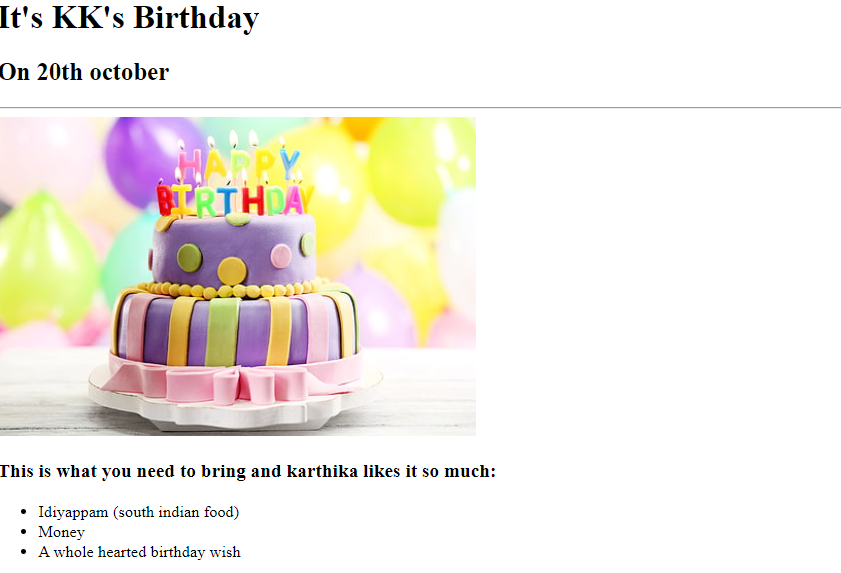 It's KK's Birthday
On 20th october
HAPPY
BIRTHDAY
This is what you need to bring and karthika likes it so much:
Idiyappam (south indian food)
Money
A whole hearted birthday wish